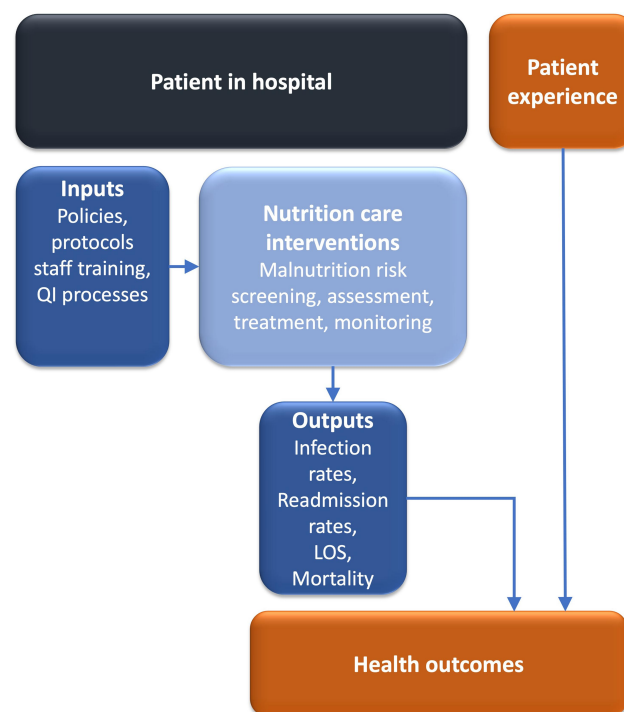 Patient in hospital
Patient
experience
Inputs
Policies,
protocols
staff training,
QI processes
Nutrition care
interventions
Malnutrition risk
screening, assessment,
treatment, monitoring
Outputs
Infection
rates,
Readmission
rates,
LOS,
Mortality
Health outcomes